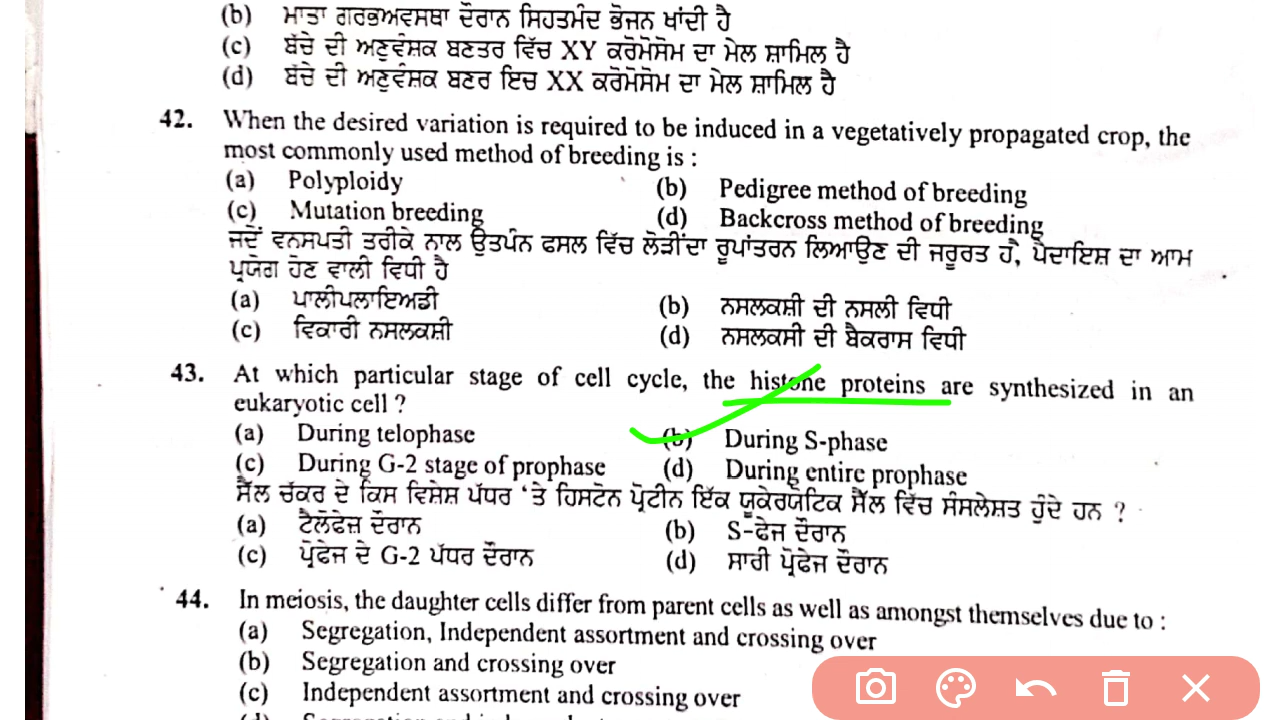 (b) ਮਾਤਾ ਗਰਭਅਵਸਥਾ ਦੌਰਾਨ ਸਿਹਤਮੰਦ ਭੋਜਨ ਖਾਂਦੀ ਹੈ
(c) ਬੱਚੇ ਦੀ ਅਣੁਵੰਸ਼ਕ ਬਣਤਰ ਵਿੱਚ XY ਕਰੋਮੋਸੋਮ ਦਾ ਮੇਲ ਸ਼ਾਮਿਲ ਹੈ
(d) ਬੱਚੇ ਦੀ ਅਣੁਵੰਸ਼ਕ ਬਣਰ ਇਚ XX ਕਰੋਮੋਸੋਮ ਦਾ ਮੇਲ ਸ਼ਾਮਿਲ ਹੈ
42. When the desired variation is required to be induced in a vegetatively propagated crop, the
most commonly used method of breeding is :
(a) Polyploidy (b) Pedigree method of breeding
(c) Mutation breeding (d) Backcross method of breeding
ਜਦੋਂ ਵਨਸਪਤੀ ਤਰੀਕੇ ਨਾਲ ਉਤਪੰਨ ਫਸਲ ਵਿੱਚ ਲੋੜੀਂਦਾ ਰੂਪਾਂਤਰਨ ਲਿਆਉਣ ਦੀ ਜਰੂਰਤ ਹੈ, ਪੈਦਾਇਸ਼ ਦਾ ਆਮ
ਪ੍ਰਯੋਗ ਹੋਣ ਵਾਲੀ ਵਿਧੀ ਹੈ
(a) ਪਾਲੀਪਲਾਇਅਡੀ (b) ਨਸਲਕਸ਼ੀ ਦੀ ਨਸਲੀ ਵਿਧੀ
(c) ਵਿਕਾਰੀ ਨਸਲਕਸ਼ੀ (d) ਨਸਲਕਸੀ ਦੀ ਬੈਕਰਾਸ ਵਿਧੀ
43. At which particular stage of cell cycle, the histone proteins are synthesized in an
eukaryotic cell ?
(a) During telophase (b) During S-phase
(c) During G-2 stage of prophase (d) During entire prophase
ਸੈੱਲ ਚੱਕਰ ਦੇ ਕਿਸ ਵਿਸ਼ੇਸ਼ ਪੱਧਰ 'ਤੇ ਹਿਸਟੋਨ ਪ੍ਰੋਟੀਨ ਇੱਕ ਯੂਕੇਰਯੋਟਿਕ ਸੈੱਲ ਵਿੱਚ ਸੰਸਲੇਸ਼ਤ ਹੁੰਦੇ ਹਨ ?
(a) ਟੈਲੋਫੇਜ਼ ਦੌਰਾਨ (b) S-ਫੇਜ ਦੌਰਾਨ
(c) ਪ੍ਰੋਫੇਜ ਦੇ G-2 ਪੱਧਰ ਦੌਰਾਨ (d) ਸਾਰੀ ਪ੍ਰੋਫੇਜ ਦੌਰਾਨ
44. In meiosis, the daughter cells differ from parent cells as well as amongst themselves due to :
(a) Segregation, Independent assortment and crossing over
(b) Segregation and crossing over
(c) Independent assortment and crossing over